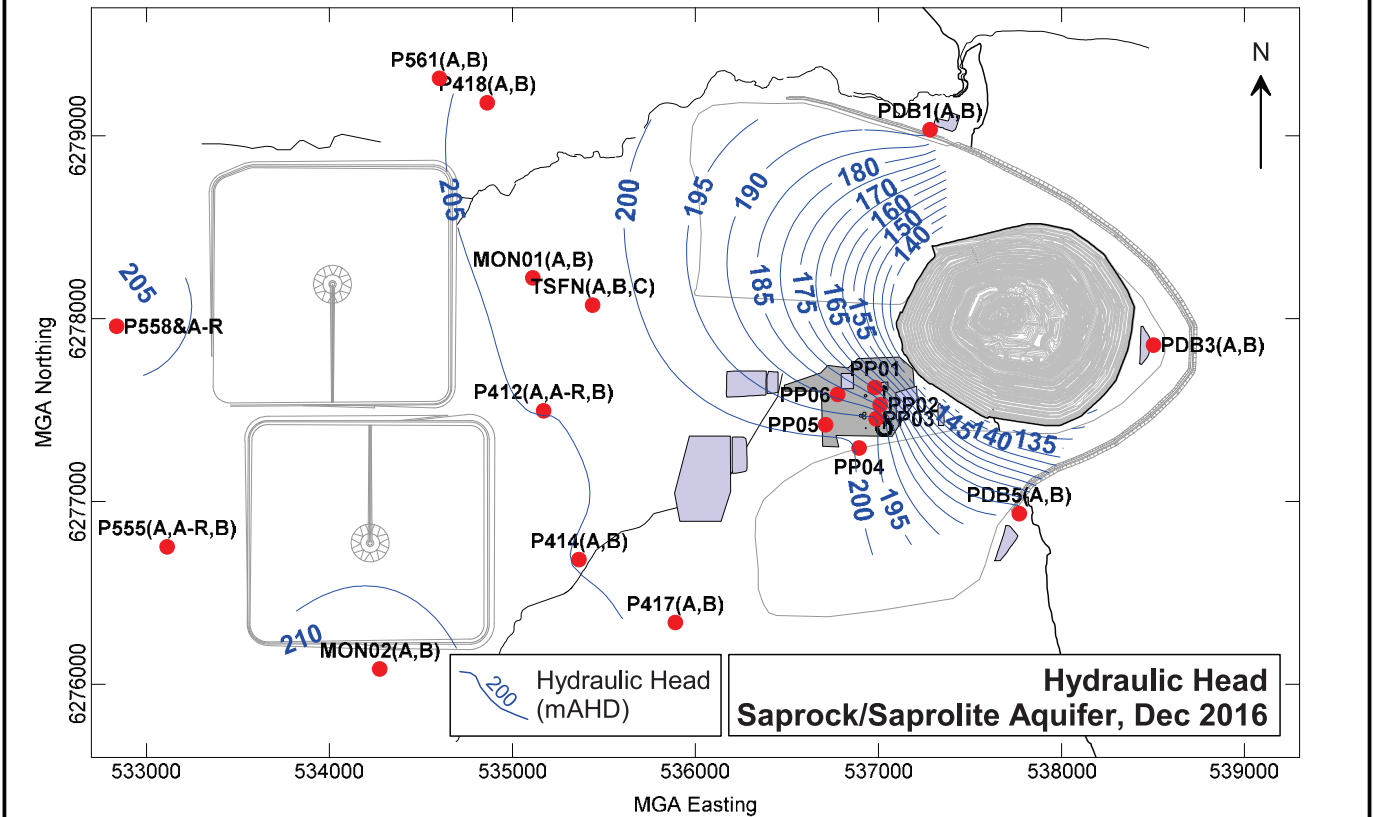 P561(A,B)
P418(A,B)
N
PDB1(A,B)
6279000
180
170
160
150
140
200
195
190
205
MON01(A,B)
TSFN(A,B,C)
205
185
175
165
155
P558&A-R
6278000
PDB3(A,B)
PP01
PP06
PP02
P412(A,A-R,B)
PP05
PP03
145
140
135
MGA Northing
PP04
200
195
PDB5(A,B)
6277000
P555(A,A-R,B)
P414(A,B)
P417(A,B)
210
MON02(A,B)
6276000
200
Hydraulic Head
(mAHD)
Hydraulic Head
Saprock/Saprolite Aquifer, Dec 2016
533000
534000
535000
536000
537000
538000
539000
MGA Easting